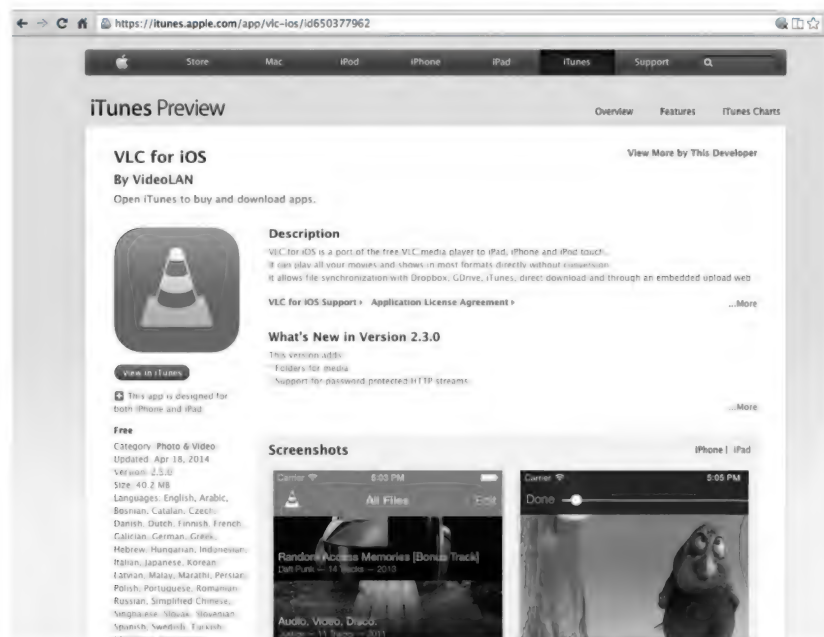 https://itunes.apple.com/app/vlc-ios/id650377962
Store Mac iPod iPhone iPad iTunes Support
iTunes Preview
Overview Features iTunes Charts
VLC for iOS
View More by This Developer
By VideoLAN
Open iTunes to buy and download apps.
Description
VLC for iOS is a port of the free VLC media player to iPad, iPhone and iPod touch.
It can play all your movies and shows in most formats directly without conversion.
It allows file synchronization with Dropbox, GDrive, iTunes, direct download and through an embedded upload web
VLC for iOS Support Application License Agreement
...More
What's New in Version 2.3.0
This version adds:
Folders for media
Support for password protected HTTP streams
...More
View in iTunes
This app is designed for
both iPhone and iPad
Free
Category: Photo & Video
Updated: Apr 18, 2014
Version: 2.3.0
Size: 40.2 MB
Languages: English, Arabic,
Bosnian, Catalan, Czech,
Danish, Dutch, Finnish, French,
Galician, German, Greek,
Hebrew, Hungarian, Indonesian,
Italian, Japanese, Korean,
Latvian, Malay, Marathi, Persian,
Polish, Portuguese, Romanian,
Russian, Simplified Chinese,
Singhalese, Slovak, Slovenian,
Spanish, Swedish, Turkish,
Screenshots
iPhone | iPad
Carrier 5:03 PM
All Files Edit
Random Access Memories [Bonus Track]
Daft Punk — 14 Tracks — 2013
Audio, Video, Disco.
Justice — 11 Tracks — 2011
Carrier 5:05 PM
Done